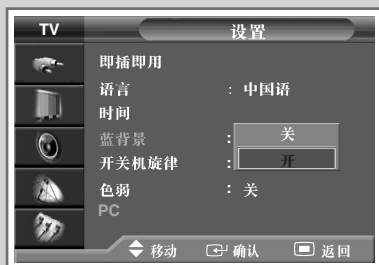 TV 设置
即插即用
语言 : 中国语
时间
蓝背景 : 关
开关机旋律 : 开
色弱 : 关
PC
移动 确认 返回